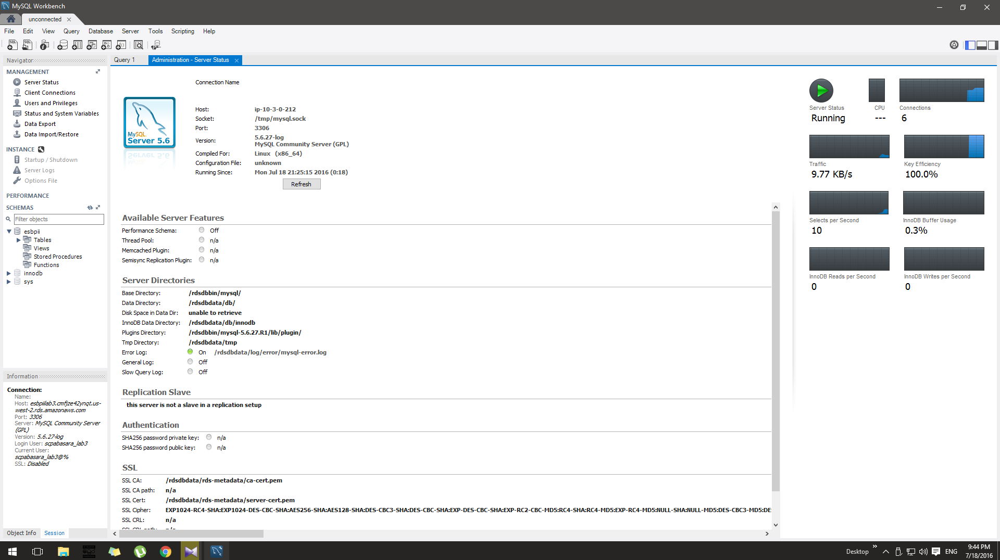 MySQL Workbench
unconnected
File Edit View Query Database Server Tools Scripting Help
Navigator
MANAGEMENT
Server Status
Client Connections
Users and Privileges
Status and System Variables
Data Export
Data Import/Restore
INSTANCE
Startup / Shutdown
Server Logs
Options File
PERFORMANCE
SCHEMAS
Filter objects
esbpii
Tables
Views
Stored Procedures
Functions
innodb
sys
Information
Connection:
Name:
Host: esbpiilab3.cmfjze42ynqt.us-
west-2.rds.amazonaws.com
Port: 3306
Server: MySQL Community Server
(GPL)
Version: 5.6.27-log
Login User: scpabasara_lab3
Current User:
scpabasara_lab3@%
SSL: Disabled
Object Info Session
Query 1 Administration - Server Status
MySQL
Server 5.6
Connection Name
Host: ip-10-3-0-212
Socket: /tmp/mysql.sock
Port: 3306
Version: 5.6.27-log
MySQL Community Server (GPL)
Compiled For: Linux (x86_64)
Configuration File: unknown
Running Since: Mon Jul 18 21:25:15 2016 (0:18)
Refresh
Available Server Features
Performance Schema: Off
Thread Pool: n/a
Memcached Plugin: n/a
Semisync Replication Plugin: n/a
Server Directories
Base Directory: /rdsdbbin/mysql/
Data Directory: /rdsdbdata/db/
Disk Space in Data Dir: unable to retrieve
InnoDB Data Directory: /rdsdbdata/db/innodb
Plugins Directory: /rdsdbbin/mysql-5.6.27.R1/lib/plugin/
Tmp Directory: /rdsdbdata/tmp
Error Log: On /rdsdbdata/log/error/mysql-error.log
General Log: Off
Slow Query Log: Off
Replication Slave
this server is not a slave in a replication setup
Authentication
SHA256 password private key: n/a
SHA256 password public key: n/a
SSL
SSL CA: /rdsdbdata/rds-metadata/ca-cert.pem
SSL CA path: n/a
SSL Cert: /rdsdbdata/rds-metadata/server-cert.pem
SSL Cipher: EXP1024-RC4-SHA:EXP1024-DES-CBC-SHA:AES256-SHA:AES128-SHA:DES-CBC3-SHA:DES-CBC-SHA:EXP-DES-CBC-SHA:EXP-RC2-CBC-MD5:RC4-SHA:RC4-MD5:EXP-RC4-MD5:NULL-SHA:NULL-MD5:DES-CBC3-MD5:DE
SSL CRL: n/a
SSL CRL path: n/a
Server Status CPU Connections
Running --- 6
Traffic Key Efficiency
9.77 KB/s 100.0%
Selects per Second InnoDB Buffer Usage
10 0.3%
InnoDB Reads per Second InnoDB Writes per Second
0 0
Desktop ENG
9:44 PM
7/18/2016